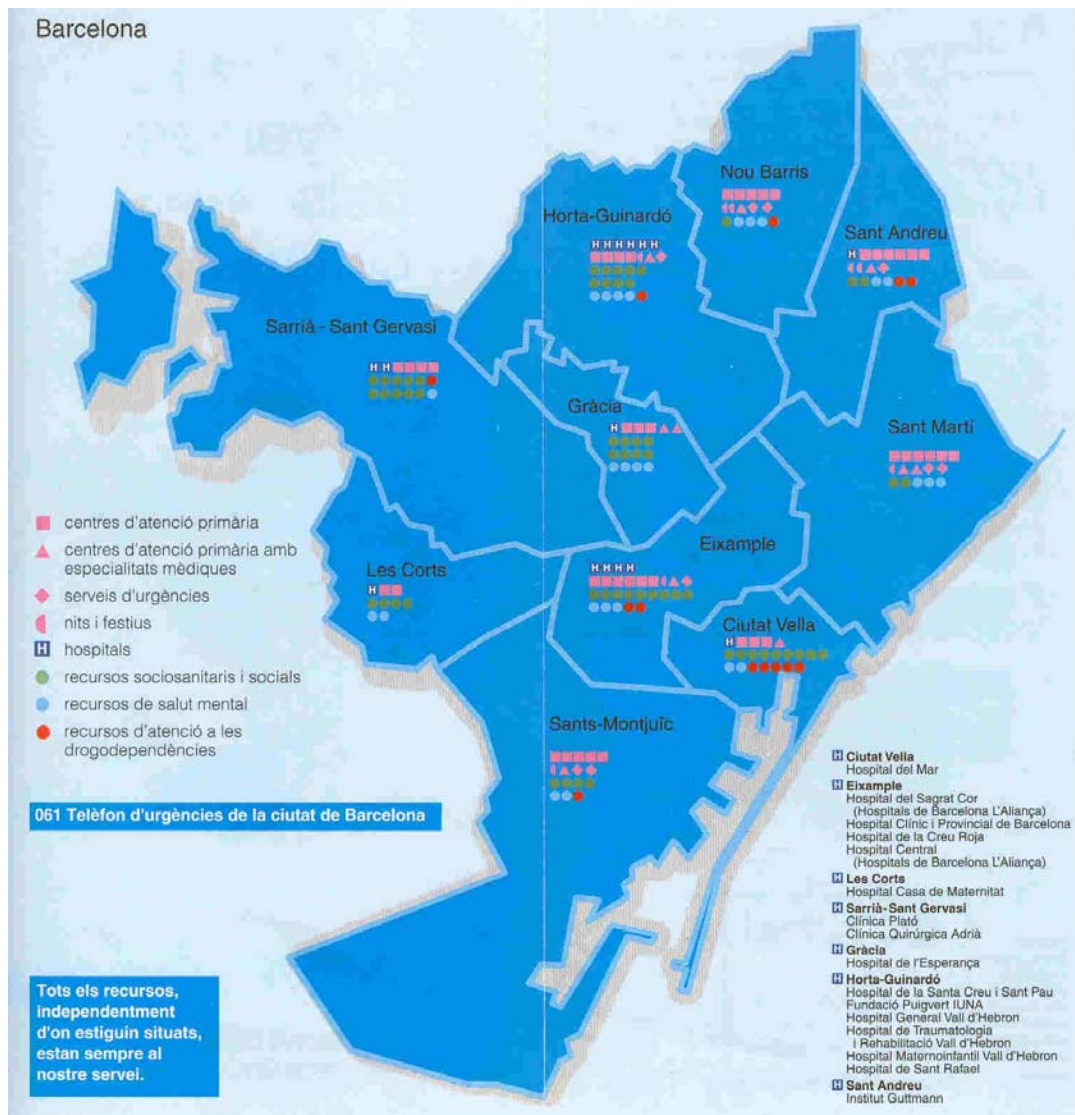 Barcelona
Nou Barris
Horta-Guinardó
Sant Andreu
H H H H H H
H
Sarrià - Sant Gervasi
H H
Gràcia
H
Sant Martí
centres d'atenció primària
centres d'atenció primària amb
especialitats mèdiques
serveis d'urgències
nits i festius
H hospitals
recursos sociosanitaris i socials
recursos de salut mental
recursos d'atenció a les
drogodependències
Eixample
H H H H
Les Corts
H
Ciutat Vella
H
Sants-Montjuïc
061 Telèfon d'urgències de la ciutat de Barcelona
Tots els recursos,
independentment
d'on estiguin situats,
estan sempre al
nostre servei.
H Ciutat Vella
Hospital del Mar
H Eixample
Hospital del Sagrat Cor
(Hospitals de Barcelona L'Aliança)
Hospital Clínic i Provincial de Barcelona
Hospital de la Creu Roja
Hospital Central
(Hospitals de Barcelona L'Aliança)
H Les Corts
Hospital Casa de Maternitat
H Sarrià-Sant Gervasi
Clínica Plató
Clínica Quirúrgica Adrià
H Gràcia
Hospital de l'Esperança
H Horta-Guinardó
Hospital de la Santa Creu i Sant Pau
Fundació Puigvert IUNA
Hospital General Vall d'Hebron
Hospital de Traumatologia
i Rehabilitació Vall d'Hebron
Hospital Maternoinfantil Vall d'Hebron
Hospital de Sant Rafael
H Sant Andreu
Institut Guttmann